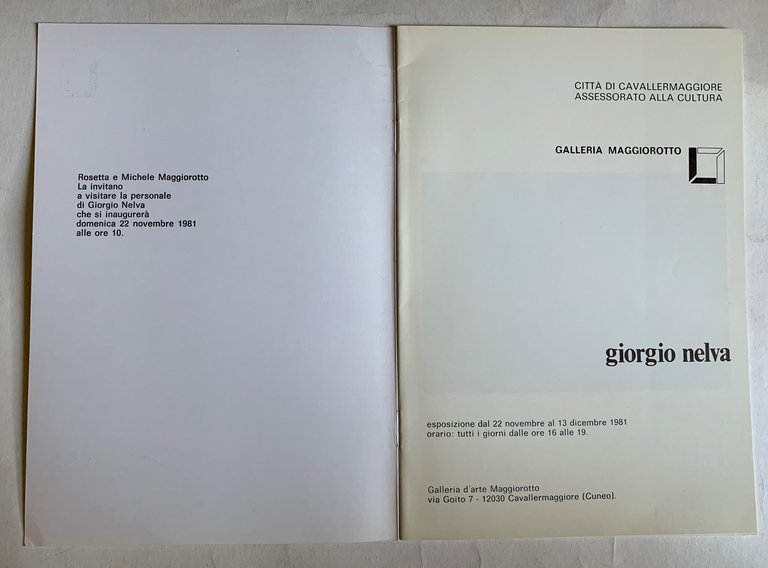 Rosetta e Michele Maggiorotto
La invitano
a visitare la personale
di Giorgio Nelva
che si inaugurerà
domenica 22 novembre 1981
alle ore 10.
CITTÀ DI CAVALLERMAGGIORE
ASSESSORATO ALLA CULTURA
GALLERIA MAGGIOROTTO
giorgio nelva
esposizione dal 22 novembre al 13 dicembre 1981
orario: tutti i giorni dalle ore 16 alle 19.
Galleria d'arte Maggiorotto
via Goito 7 - 12030 Cavallermaggiore (Cuneo).